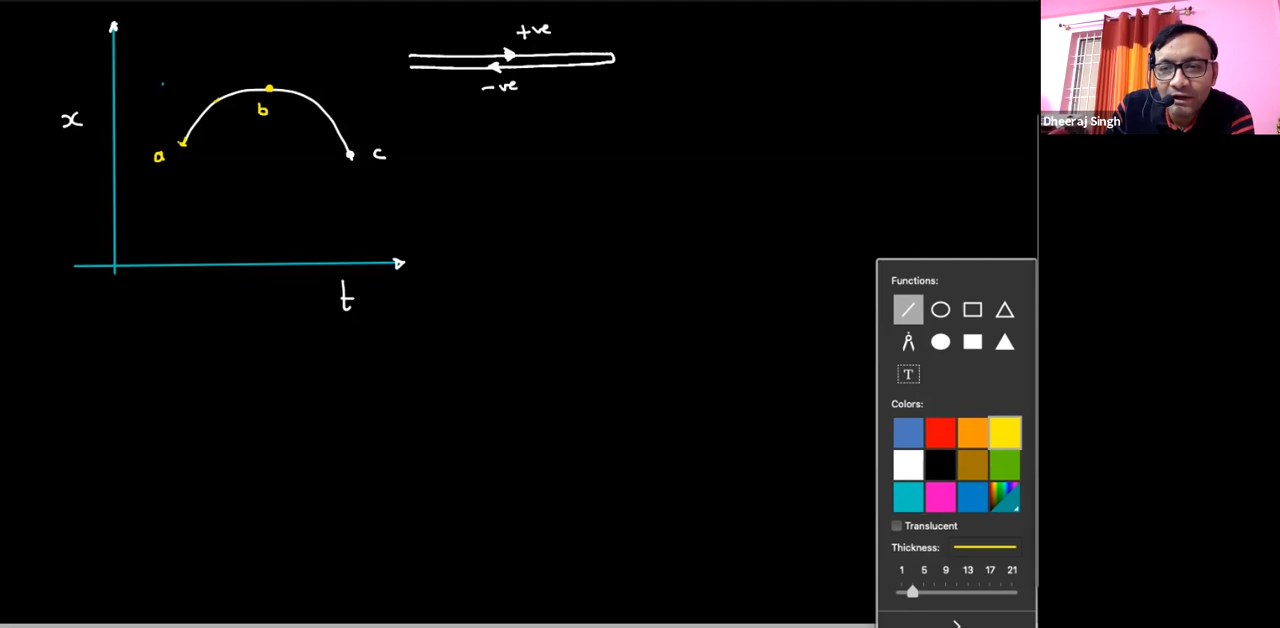 x
a
b
c
t
+ve
-ve
Dheeraj Singh
Functions:
T
Colors:
Translucent
Thickness:
1 5 9 13 17 21